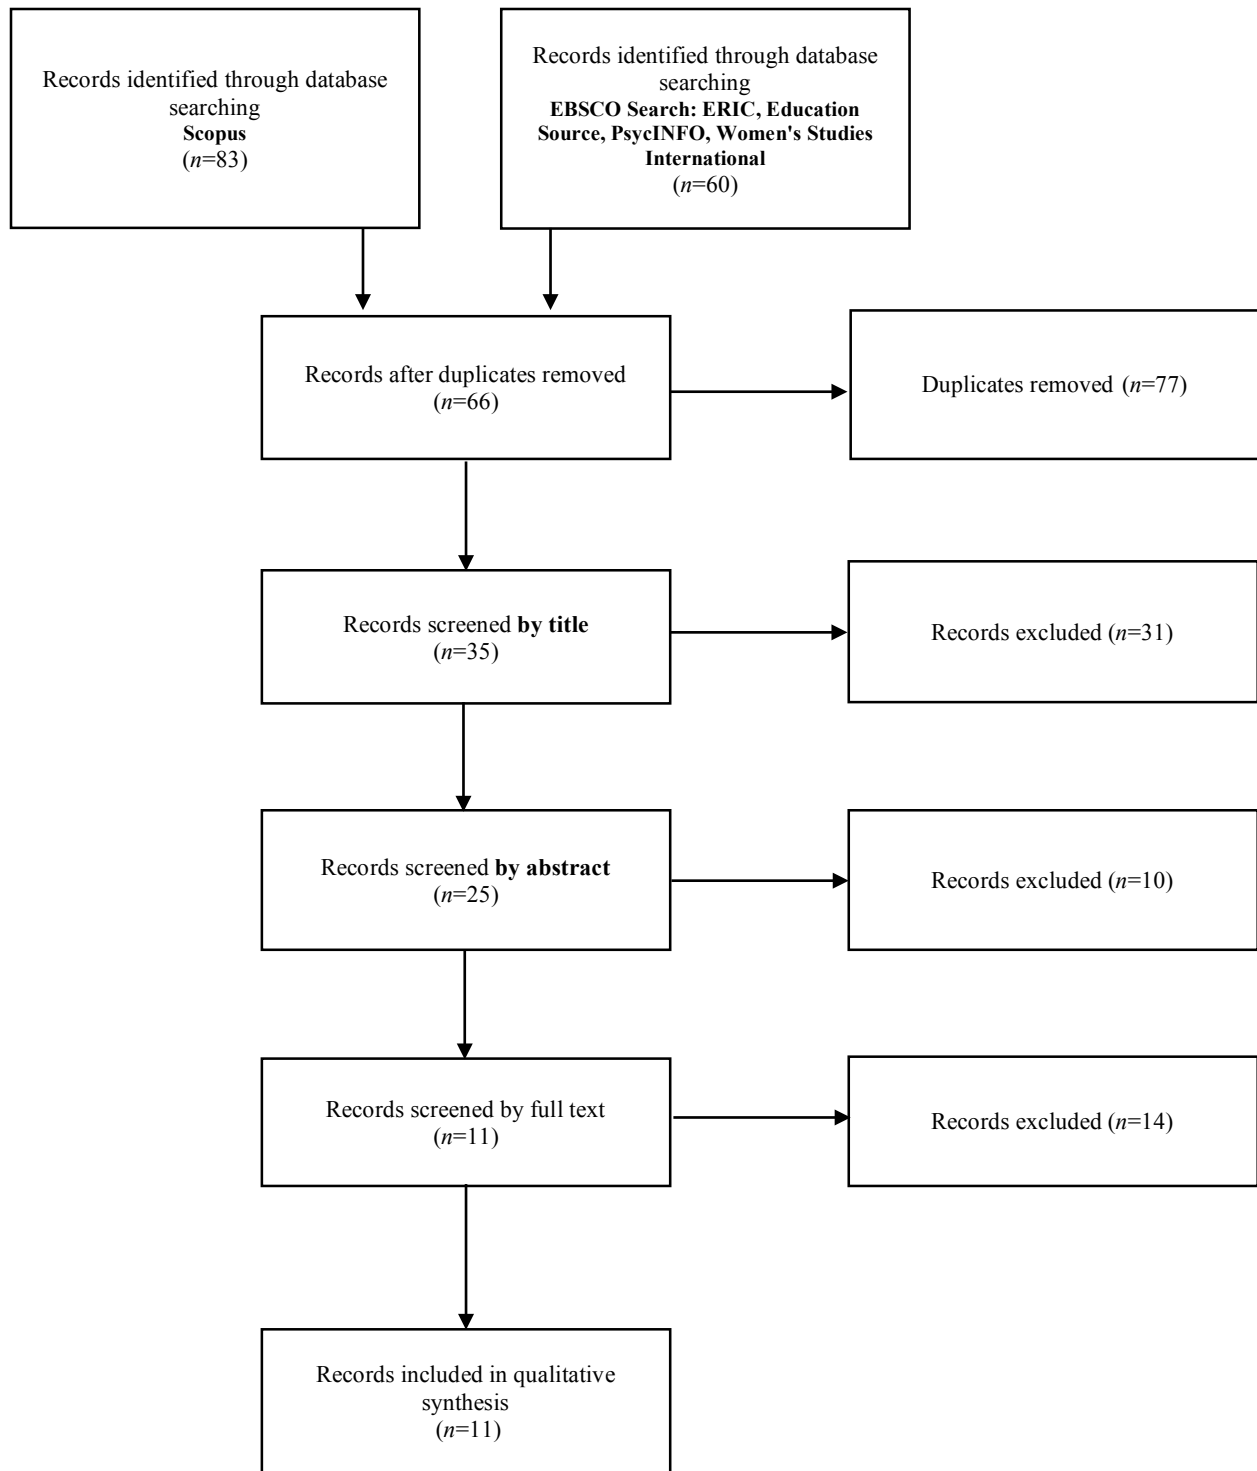 Records identified through database
searching
Scopus
(n=83)
Records identified through database
searching
EBSCO Search: ERIC, Education
Source, PsycINFO, Women's Studies
International
(n=60)
Records after duplicates removed
(n=66)
Duplicates removed (n=77)
Records screened by title
(n=35)
Records excluded (n=31)
Records screened by abstract
(n=25)
Records excluded (n=10)
Records screened by full text
(n=11)
Records excluded (n=14)
Records included in qualitative
synthesis
(n=11)